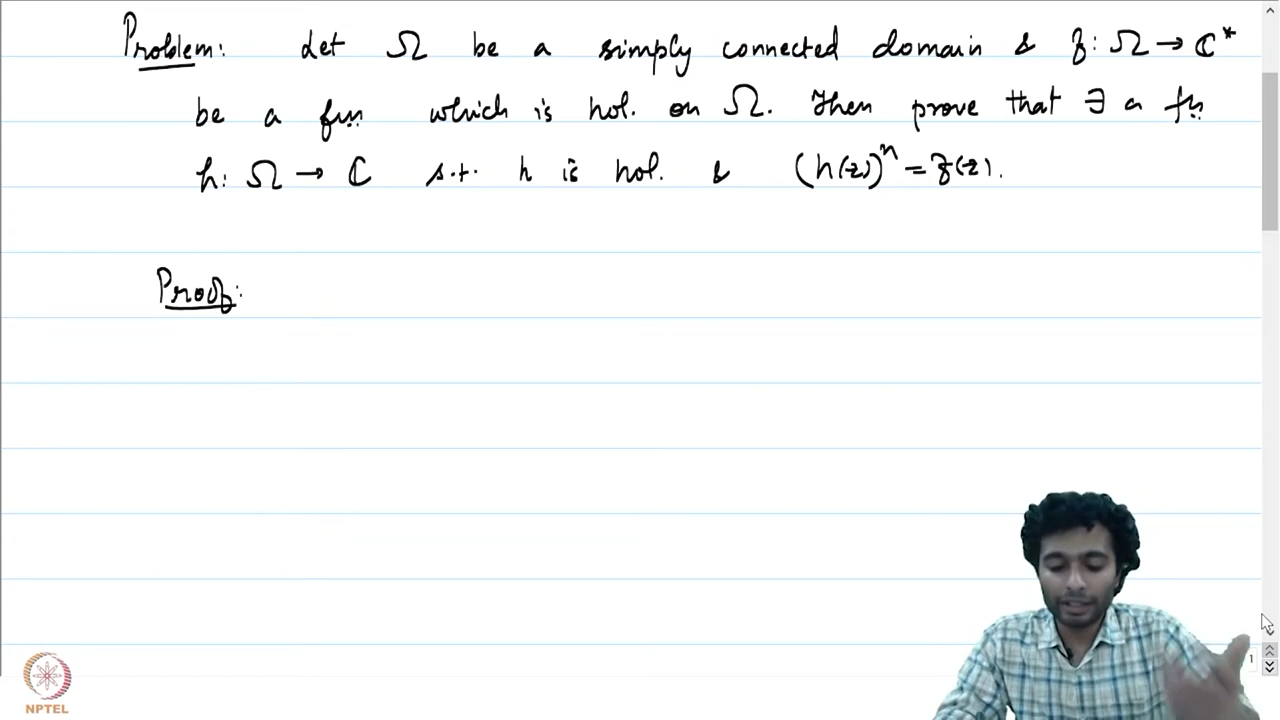 Problem: Let Ω be a simply connected domain & f: Ω → ℂ*
be a fun which is hol. on Ω. Then prove that ∃ a fn
h: Ω → ℂ s.t. h is hol. & (h(z))ⁿ = f(z).
Proof:
1
NPTEL